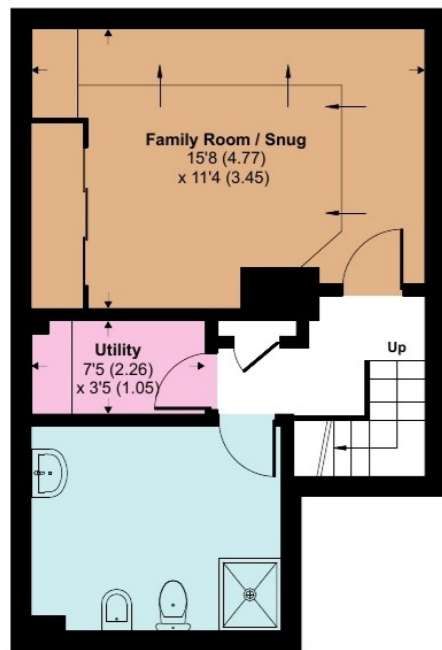 Family Room / Snug
15'8 (4.77)
x 11'4 (3.45)
Utility
7'5 (2.26)
x 3'5 (1.05)
Up